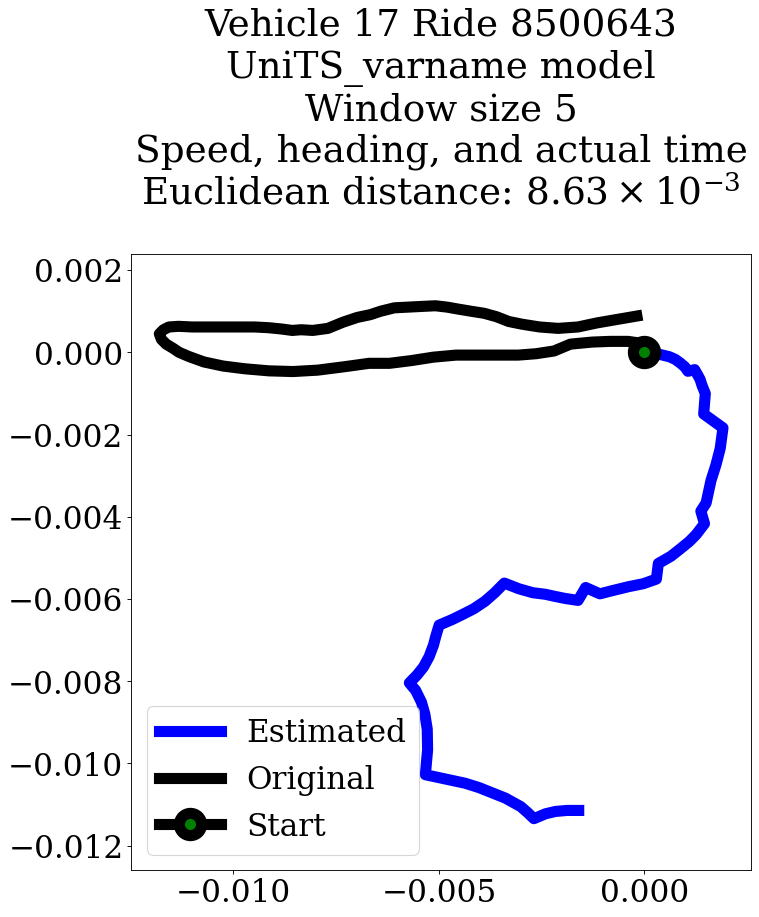 Vehicle 17 Ride 8500643
UniTS_varname model
Window size 5
Speed, heading, and actual time
Euclidean distance: 8.63 × 10⁻³
0.002
0.000
−0.002
−0.004
−0.006
−0.008
−0.010
−0.012
Estimated
Original
Start
−0.010
−0.005
0.000